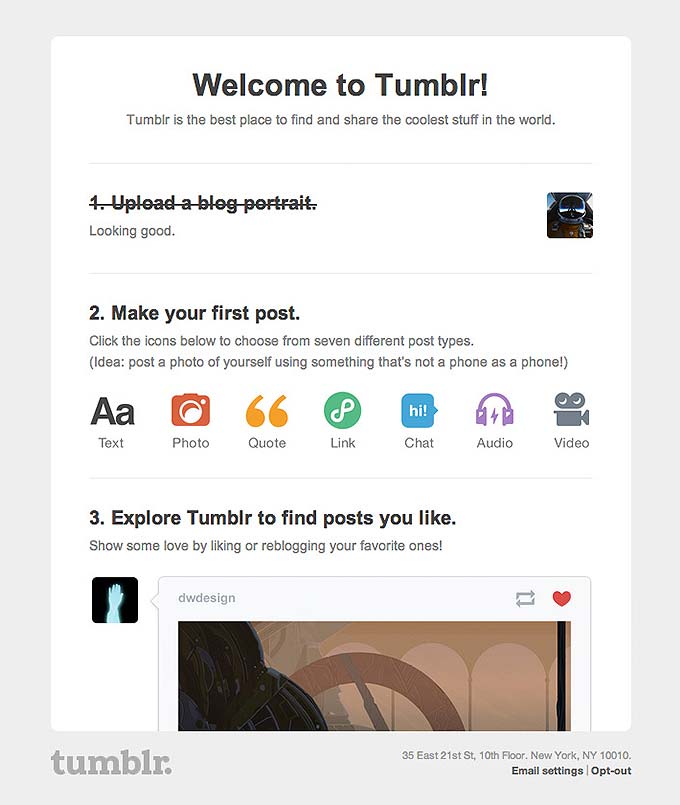 Welcome to Tumblr!
Tumblr is the best place to find and share the coolest stuff in the world.
1. Upload a blog portrait.
Looking good.
2. Make your first post.
Click the icons below to choose from seven different post types.
(Idea: post a photo of yourself using something that's not a phone as a phone!)
Aa
hi!
Text Photo Quote Link Chat Audio Video
3. Explore Tumblr to find posts you like.
Show some love by liking or reblogging your favorite ones!
dwdesign
tumblr.
35 East 21st St, 10th Floor. New York, NY 10010.
Email settings | Opt-out